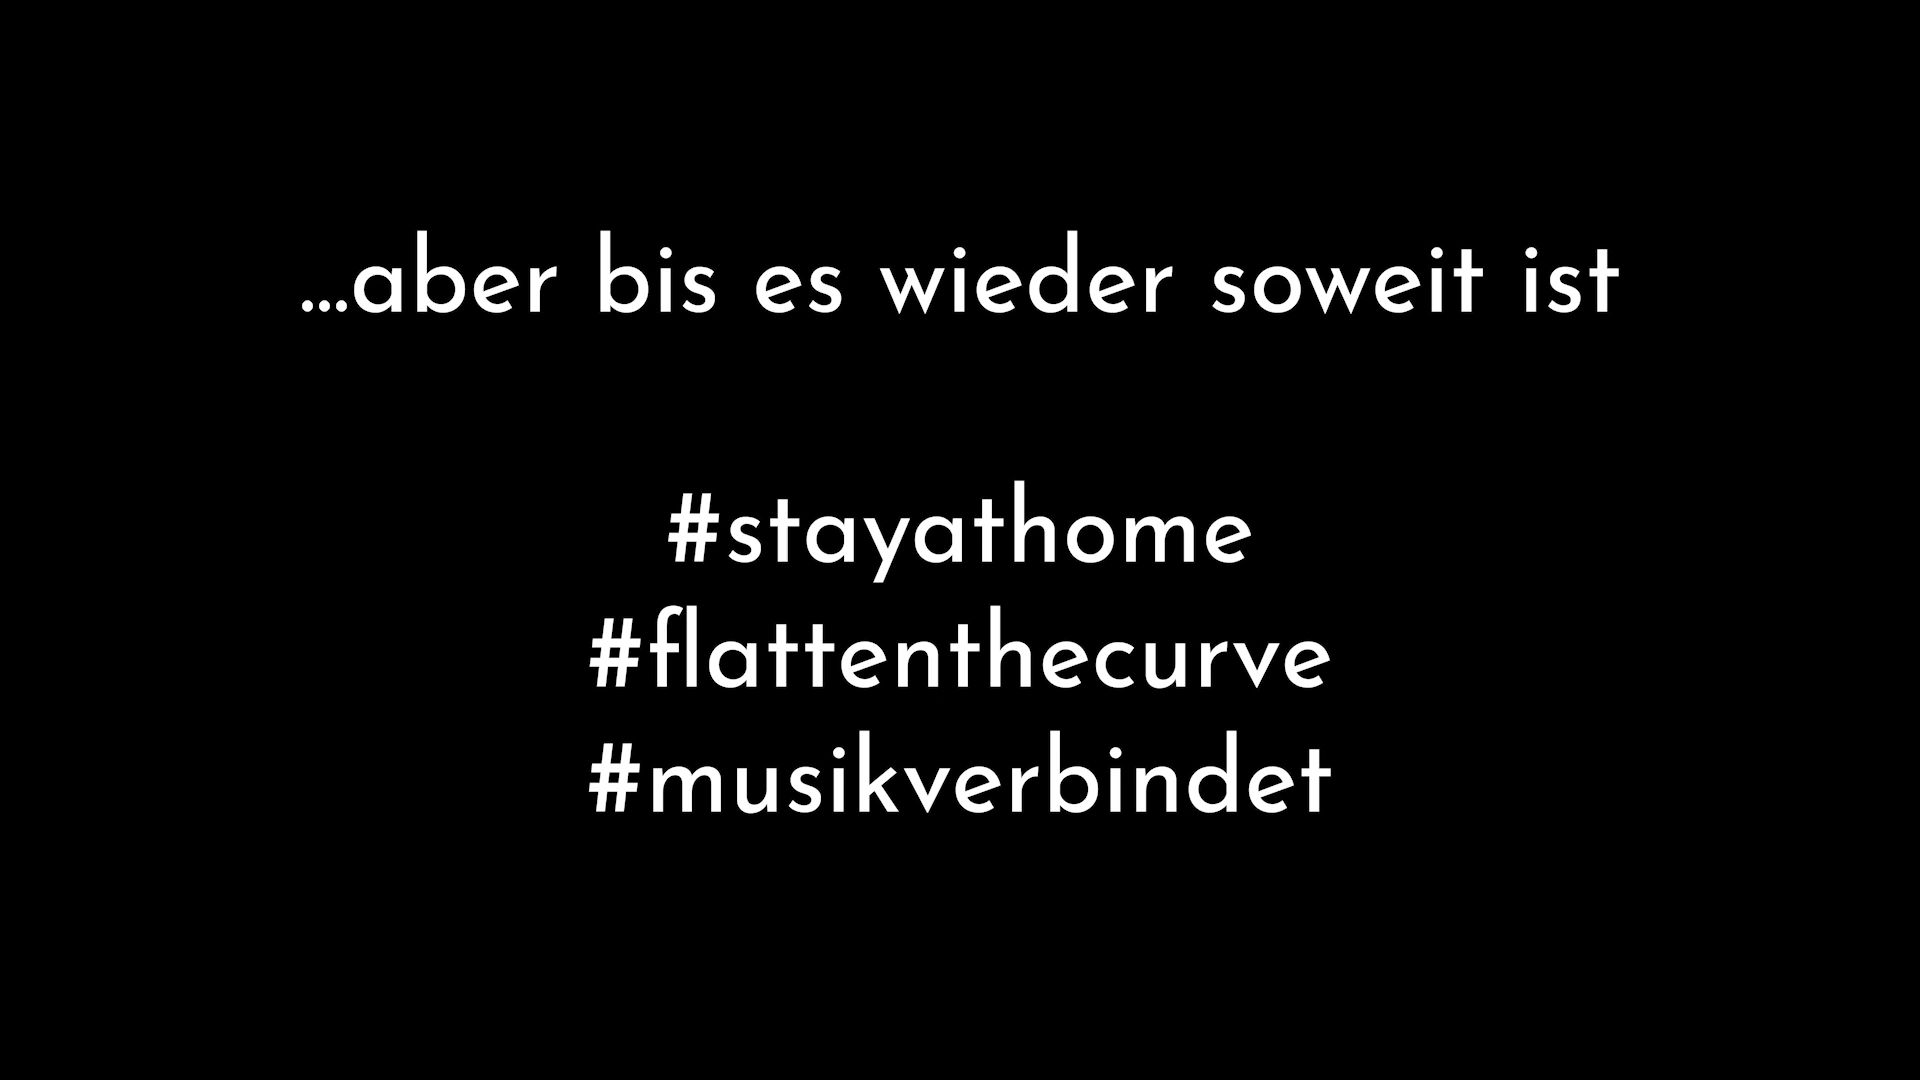 ...aber bis es wieder soweit ist
#stayathome
#flattenthecurve
#musikverbindet